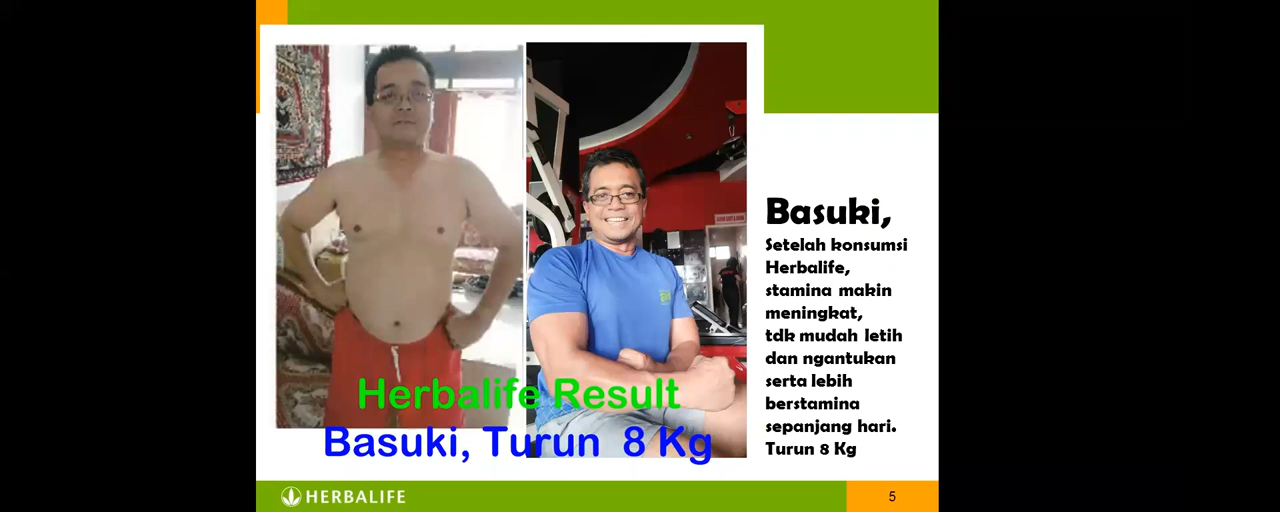 Basuki,
Setelah konsumsi
Herbalife,
stamina makin
meningkat,
tdk mudah letih
dan ngantukan
serta lebih
berstamina
sepanjang hari.
Turun 8 Kg
Herbalife Result
Basuki, Turun 8 Kg
HERBALIFE
5